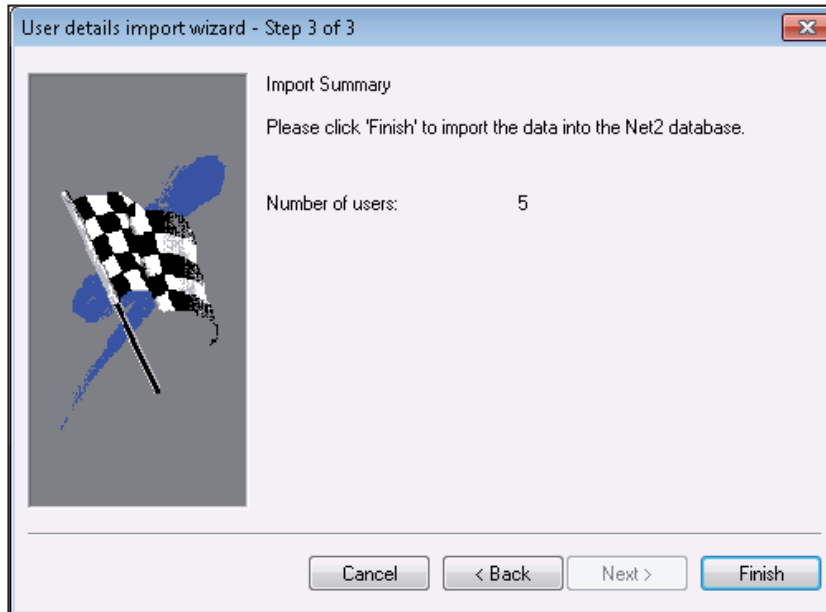 User details import wizard - Step 3 of 3
Import Summary
Please click 'Finish' to import the data into the Net2 database.
Number of users: 5
Cancel < Back Next > Finish